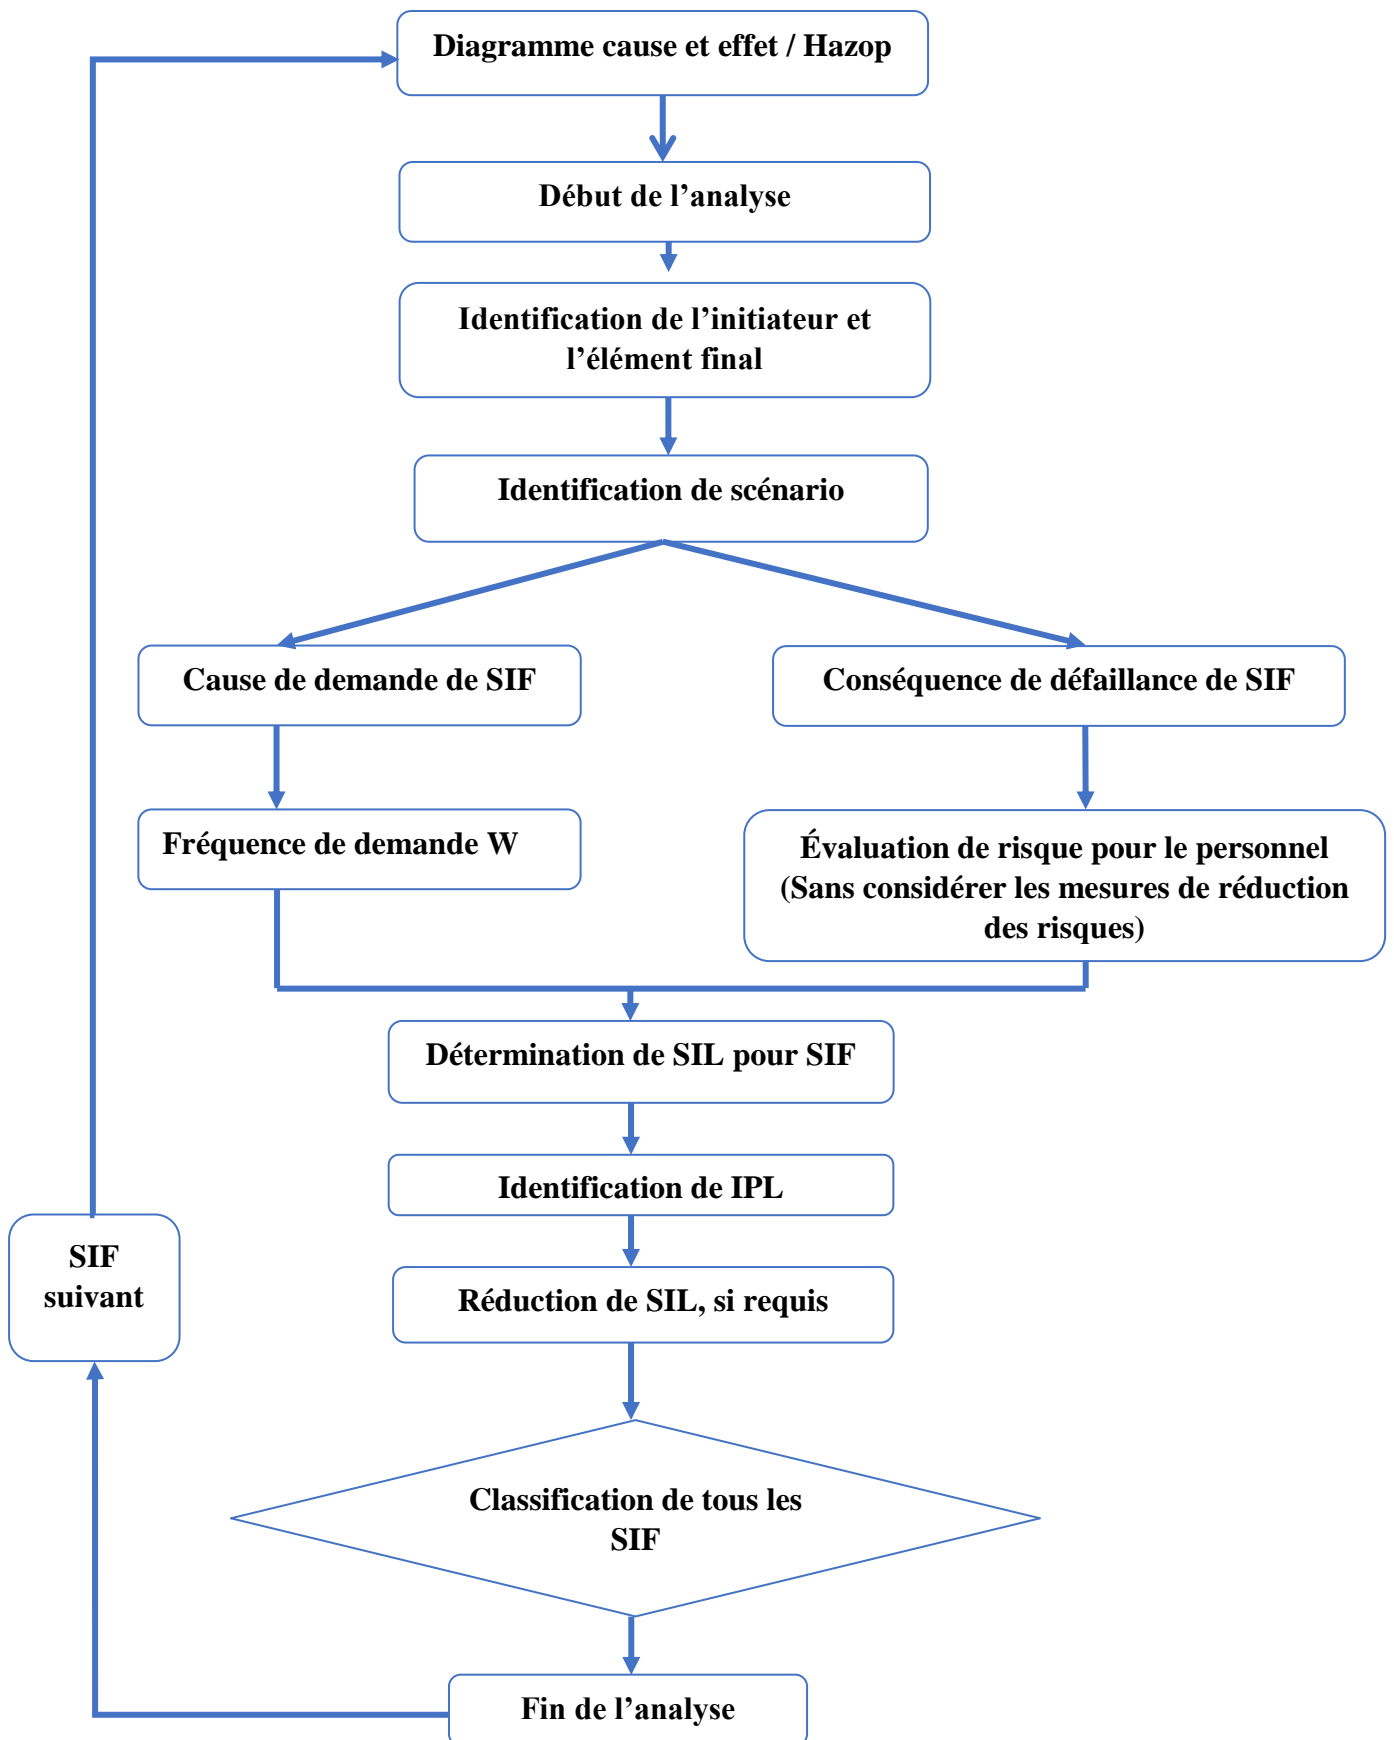 Diagramme cause et effet / Hazop
Début de l’analyse
Identification de l’initiateur et
l’élément final
Identification de scénario
Cause de demande de SIF
Conséquence de défaillance de SIF
Fréquence de demande W
Évaluation de risque pour le personnel
(Sans considérer les mesures de réduction
des risques)
Détermination de SIL pour SIF
Identification de IPL
SIF
suivant
Réduction de SIL, si requis
Classification de tous les
SIF
Fin de l’analyse